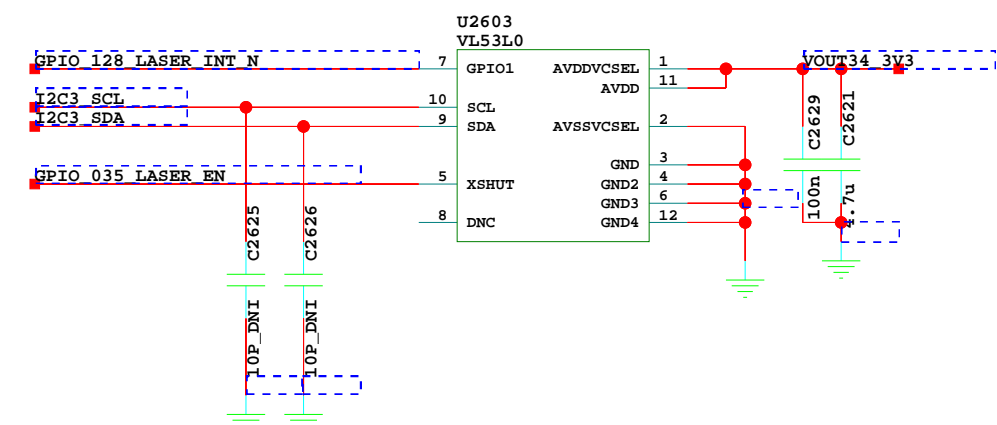 U2603
VL53L0
GPIO_128_LASER_INT_N
7
GPIO1
AVDDVCSEL
1
VOUT34_3V3
AVDD
11
I2C3_SCL
10
SCL
I2C3_SDA
9
SDA
AVSSVCSEL
2
C2629
C2621
GND
3
GPIO_035_LASER_EN
5
XSHUT
GND2
4
GND3
6
8
DNC
GND4
12
100n
4.7u
C2625
C2626
10P_DNI
10P_DNI